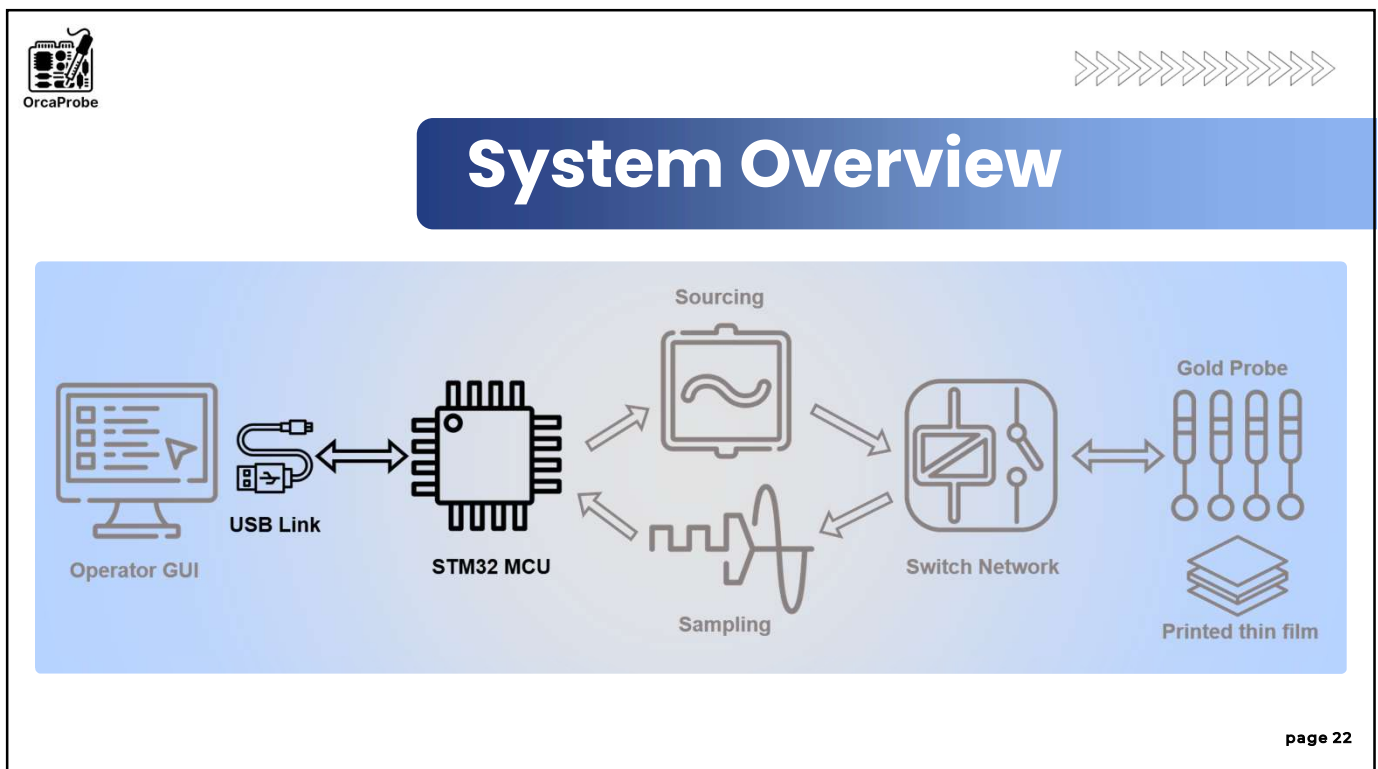 OrcaProbe
System Overview
Sourcing
Gold Probe
USB Link
Operator GUI
STM32 MCU
Switch Network
Sampling
Printed thin film
page 22